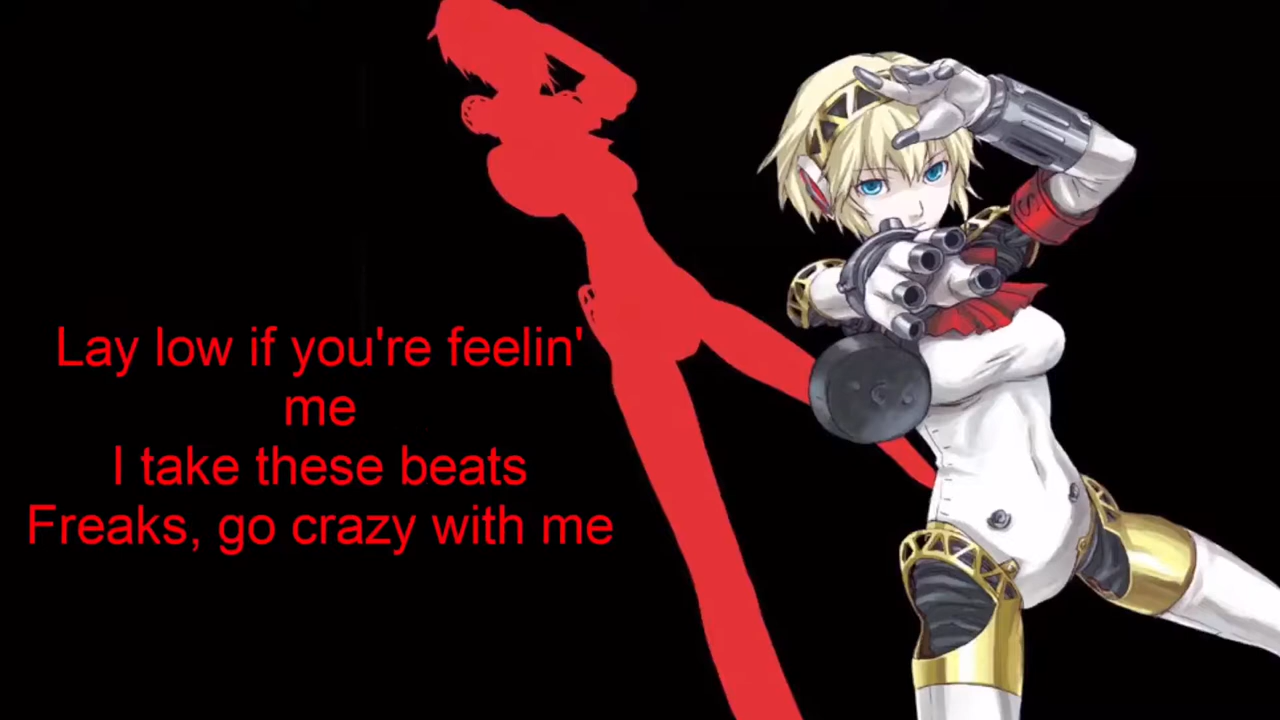 Lay low if you're feelin'
me
I take these beats
Freaks, go crazy with me